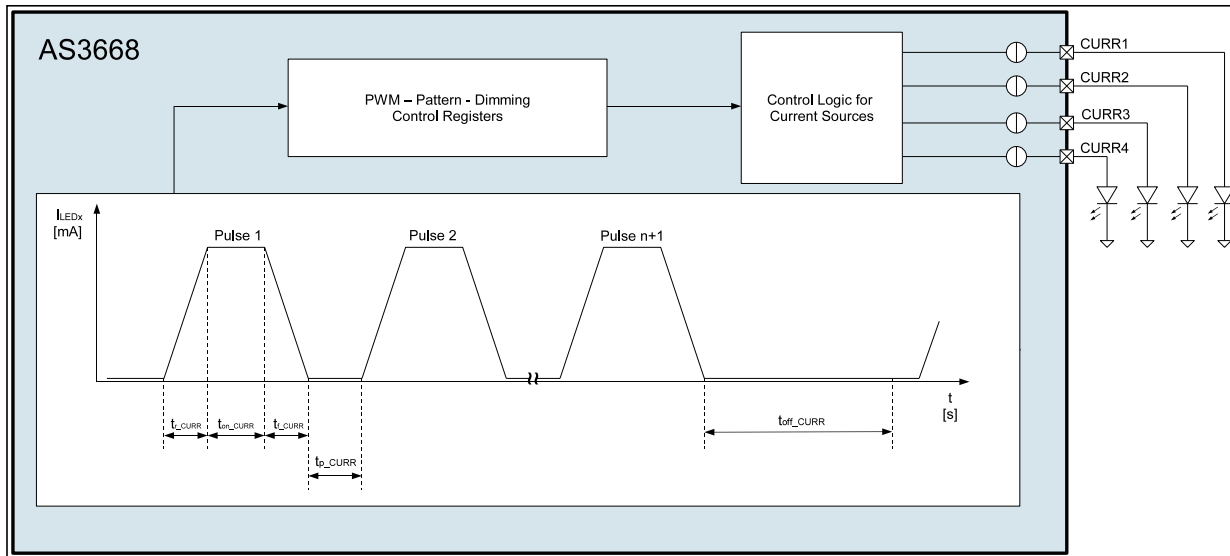 AS3668
PWM – Pattern - Dimming
Control Registers
Control Logic for
Current Sources
CURR1
CURR2
CURR3
CURR4
ILEDx
[mA]
Pulse 1
Pulse 2
Pulse n+1
t
[s]
tr_CURR
ton_CURR
tf_CURR
tp_CURR
toff_CURR